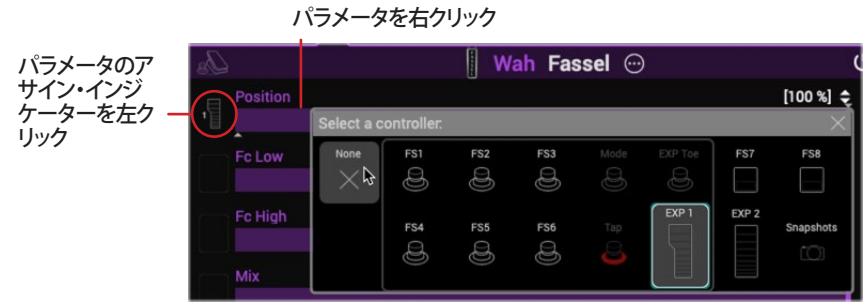 パラメータを右クリック
パラメータのア
サイン・インジ
ケーターを左ク
リック
Wah Fassel
Position
[100 %]
1
Select a controller:
Fc Low
None
FS1
FS2
FS3
Mode
EXP Toe
FS7
FS8
Fc High
FS4
FS5
FS6
Tap
EXP 1
EXP 2
Snapshots
Mix